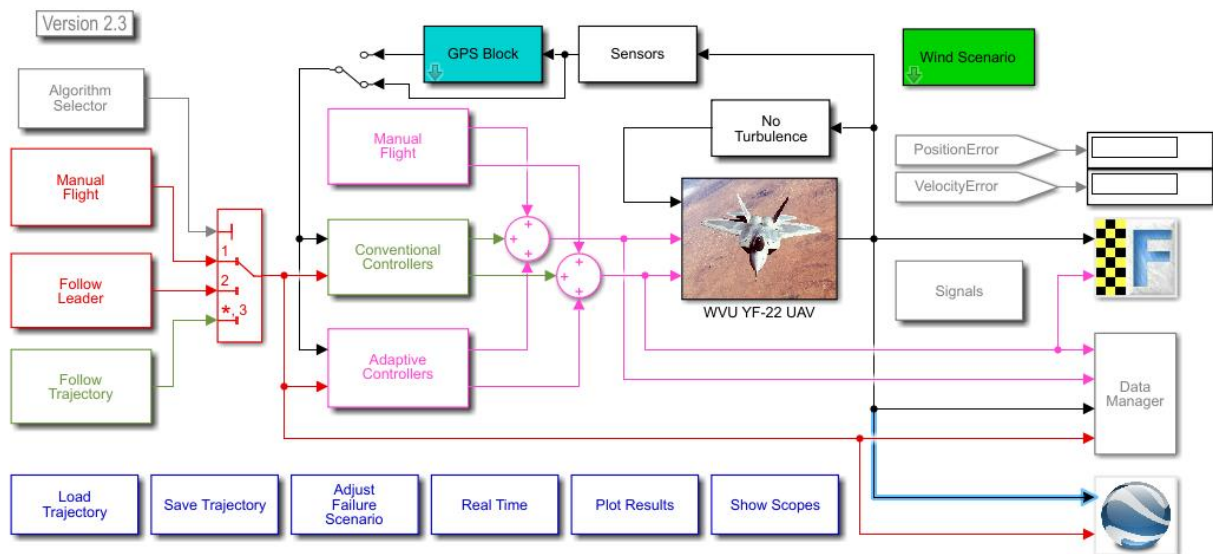 Version 2.3
GPS Block
Sensors
Wind Scenario
Algorithm
Selector
Manual
Flight
No
Turbulence
PositionError
Manual
Flight
VelocityError
1
Conventional
Controllers
+
+
+
+
+
+
F
Follow
Leader
2
Signals
WVU YF-22 UAV
*, 3
Follow
Trajectory
Adaptive
Controllers
Data
Manager
Load
Trajectory
Save Trajectory
Adjust
Failure
Scenario
Real Time
Plot Results
Show Scopes